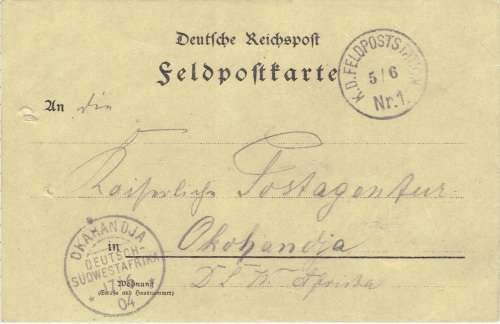 Deutsche Reichspost
Feldpostkarte
K.D. FELDPOSTSTATION
5/6
Nr.1.
An die
Kaiserliche Postagentur
in
Okahandja
D S W Afrika
Wohnung
(Straße und Hausnummer)
OKAHANDJA
DEUTSCH-
SÜDWESTAFRIKA
04